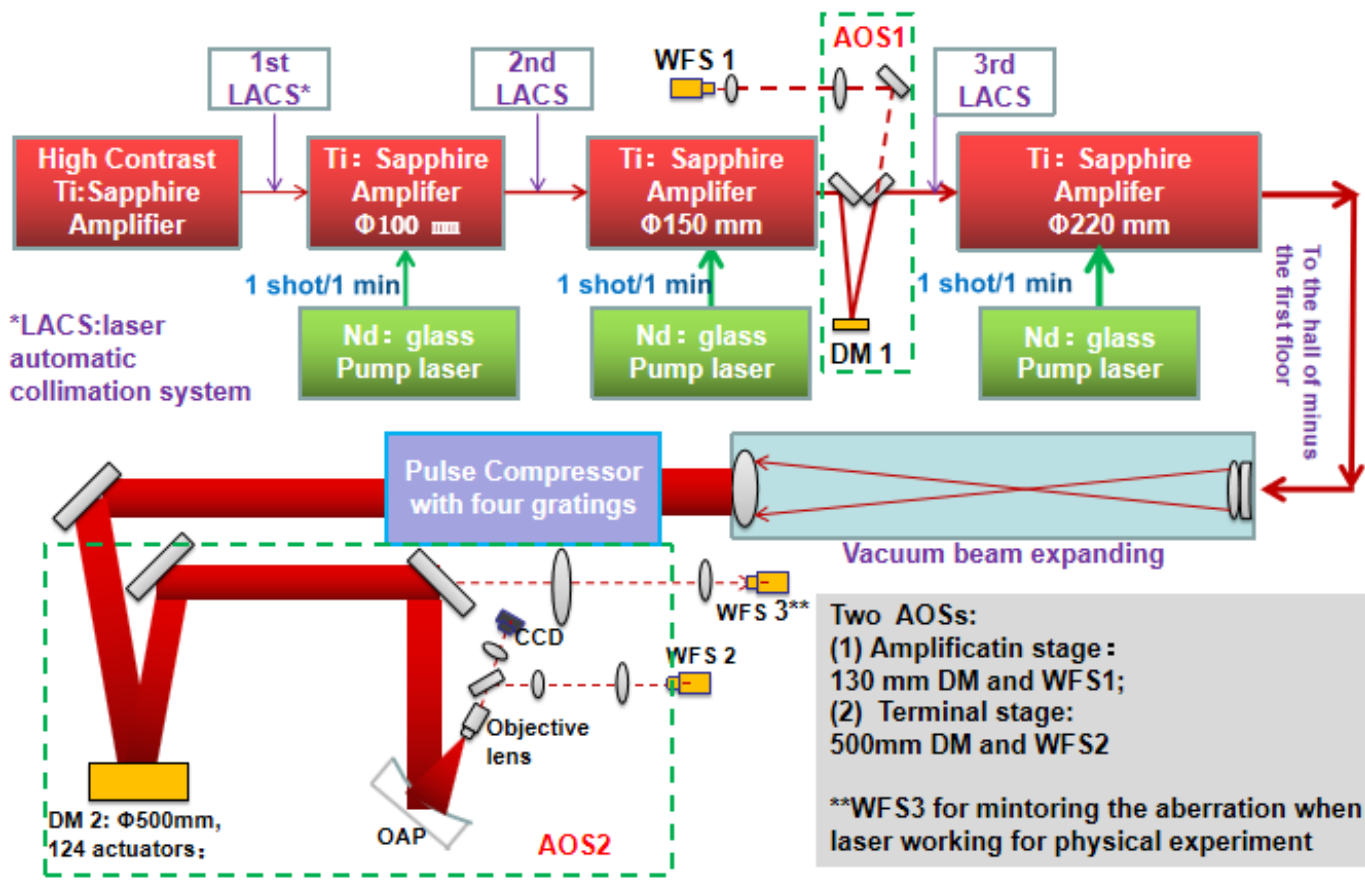 1st
LACS*
2nd
LACS
WFS 1
AOS1
3rd
LACS
High Contrast
Ti:Sapphire
Amplifier
Ti：Sapphire
Amplifer
Φ100 ㎜
Ti：Sapphire
Amplifer
Φ150 mm
Ti：Sapphire
Amplifer
Φ220 mm
1 shot/1 min
1 shot/1 min
1 shot/1 min
*LACS:laser
automatic
collimation system
Nd：glass
Pump laser
Nd：glass
Pump laser
DM 1
Nd：glass
Pump laser
To the hall of minus
the first floor
Pulse Compressor
with four gratings
Vacuum beam expanding
WFS 3**
CCD
WFS 2
Objective
lens
OAP
DM 2: Φ500mm,
124 actuators；
AOS2
Two AOSs:
(1) Amplificatin stage：
130 mm DM and WFS1;
(2) Terminal stage:
500mm DM and WFS2
**WFS3 for mintoring the aberration when
laser working for physical experiment